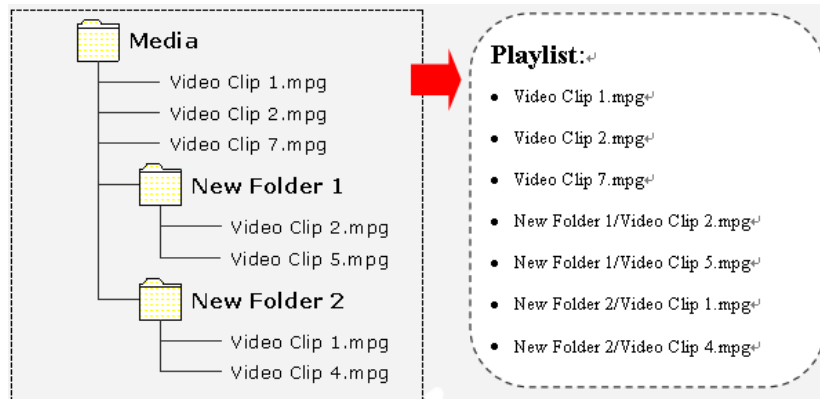 Media
Video Clip 1.mpg
Video Clip 2.mpg
Video Clip 7.mpg
New Folder 1
Video Clip 2.mpg
Video Clip 5.mpg
New Folder 2
Video Clip 1.mpg
Video Clip 4.mpg
Playlist:↵
• Video Clip 1.mpg↵
• Video Clip 2.mpg↵
• Video Clip 7.mpg↵
• New Folder 1/Video Clip 2.mpg↵
• New Folder 1/Video Clip 5.mpg↵
• New Folder 2/Video Clip 1.mpg↵
• New Folder 2/Video Clip 4.mpg↵